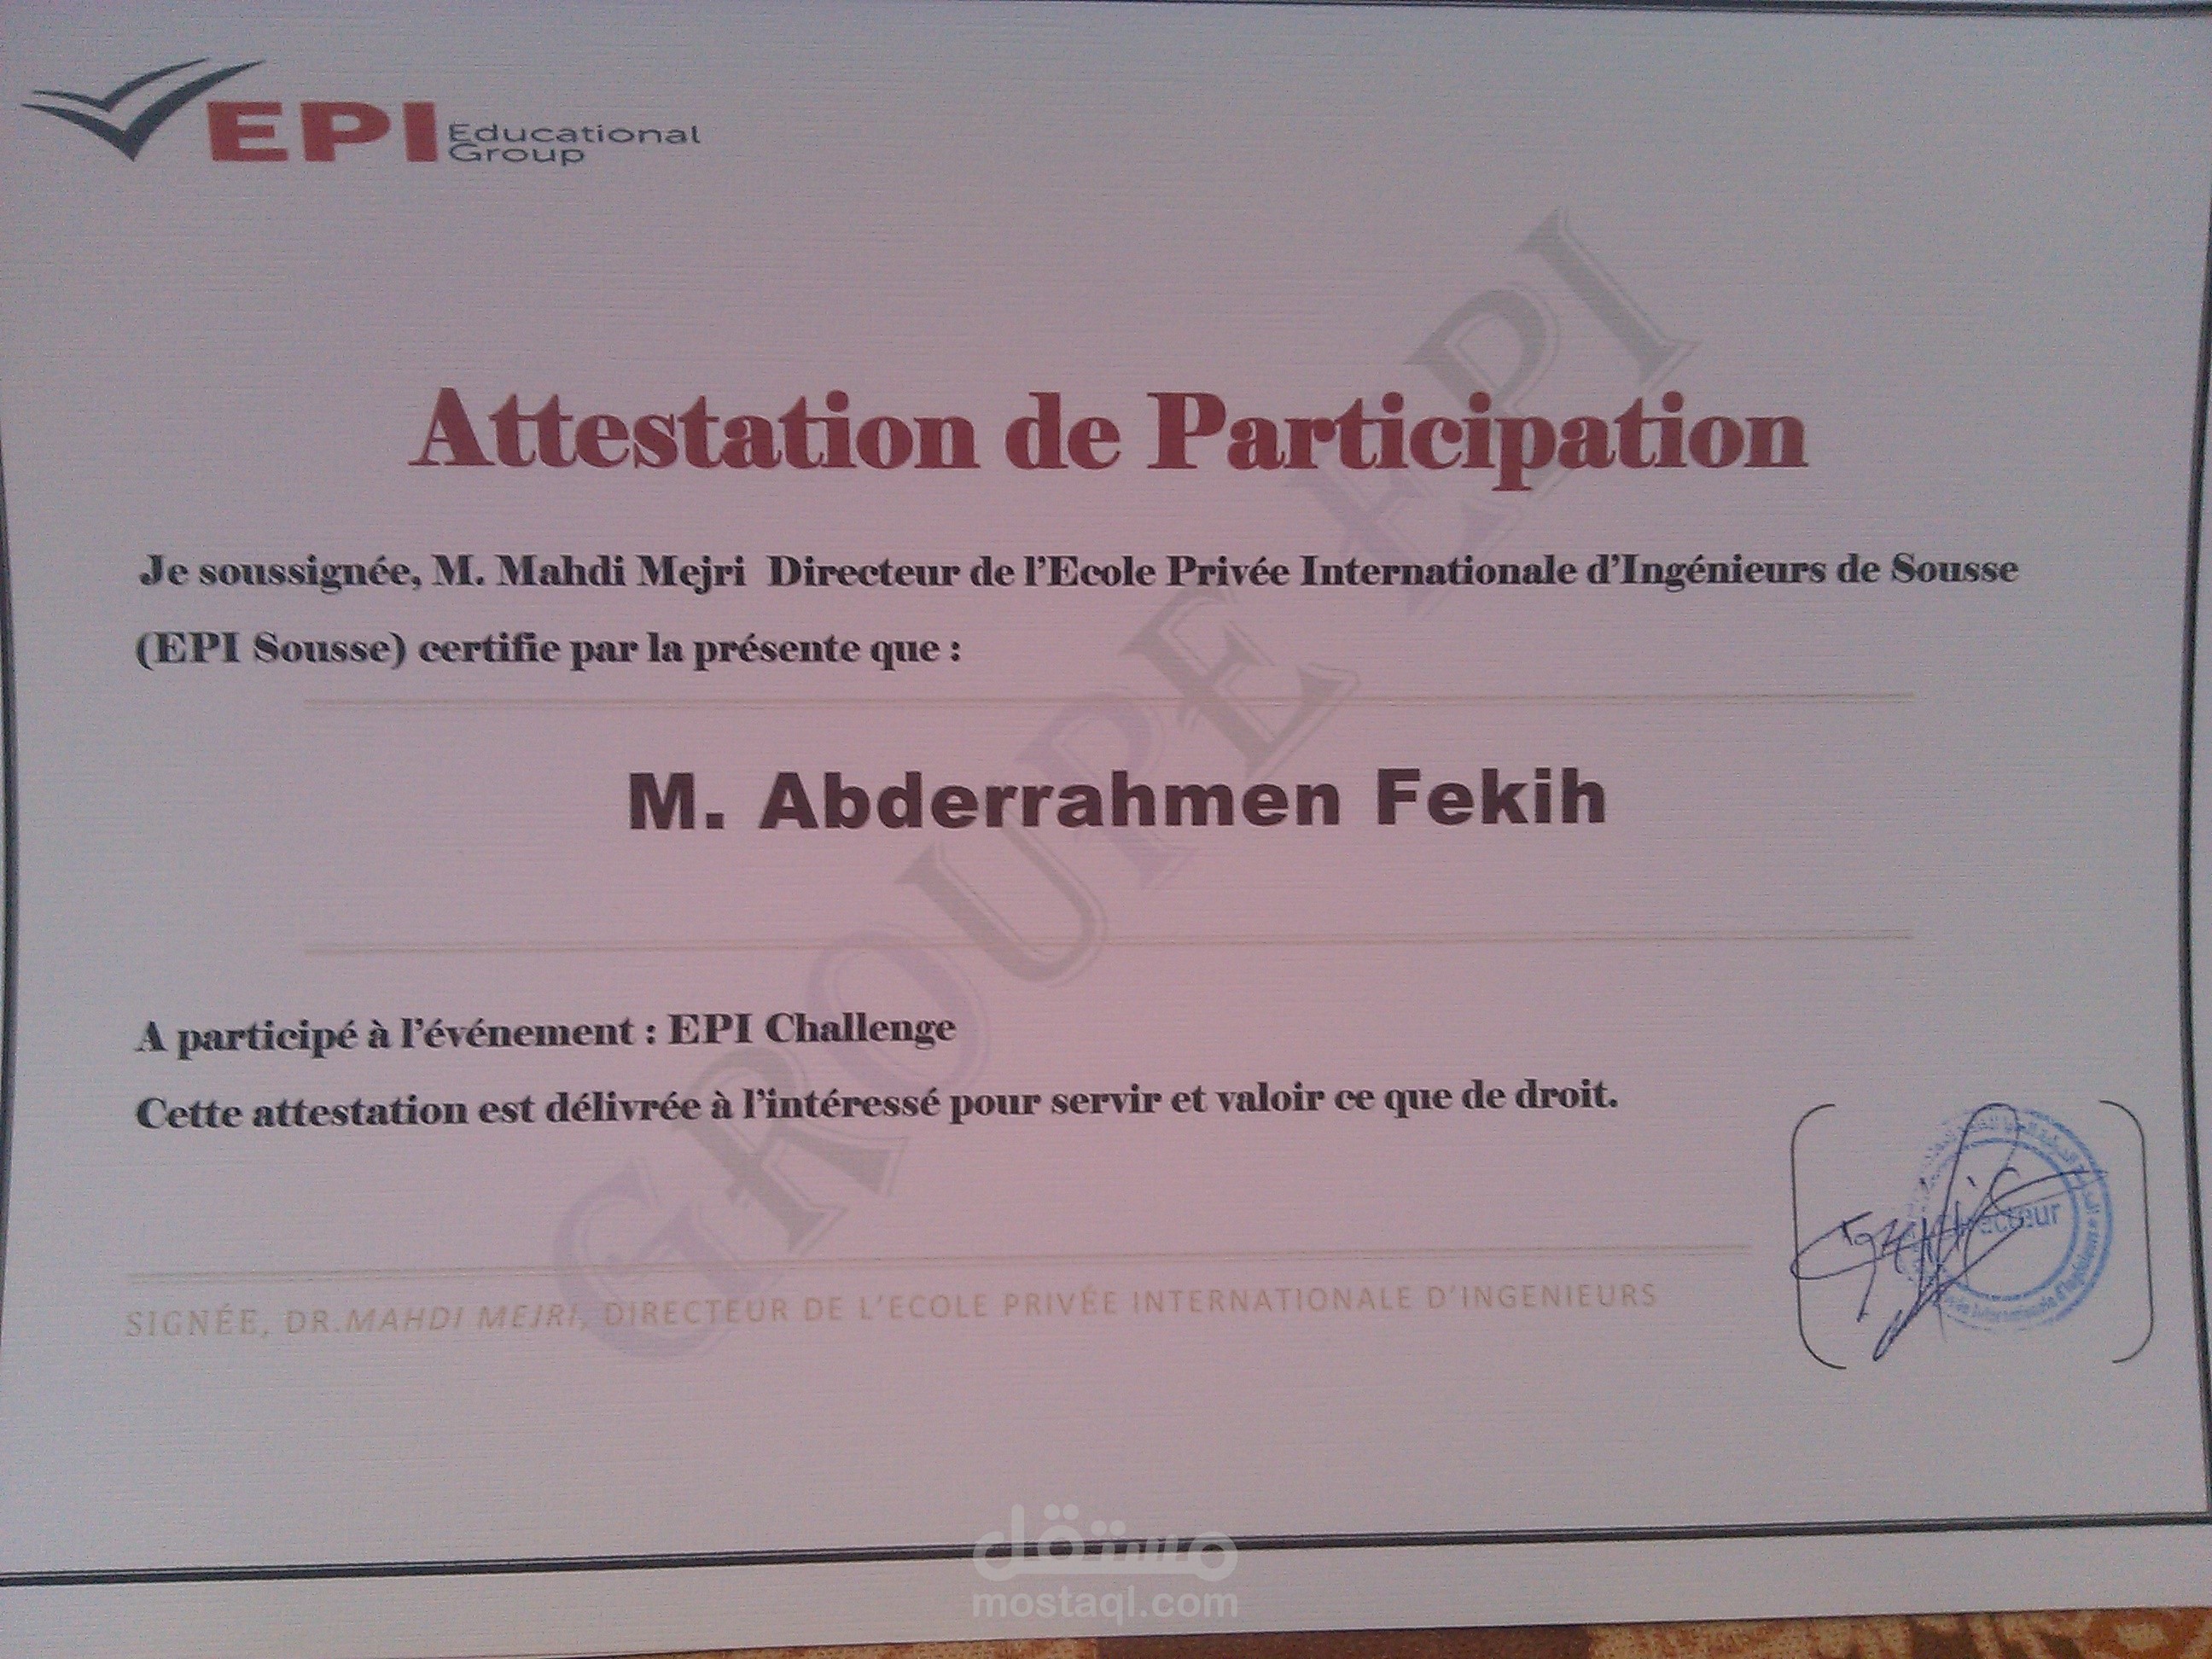 EPI Educational
Group
Attestation de Participation
Je soussignée, M. Mahdi Mejri Directeur de l'Ecole Privée Internationale d'Ingénieurs de Sousse
(EPI Sousse) certifie par la présente que :
M. Abderrahmen Fekih
A participé à l'événement : EPI Challenge
Cette attestation est délivrée à l'intéressé pour servir et valoir ce que de droit.
SIGNÉE, DR.MAHDI MEJRI, DIRECTEUR DE L'ECOLE PRIVÉE INTERNATIONALE D'INGENIEURS
Directeur
GROUPE EPI
مستقل
mostaql.com